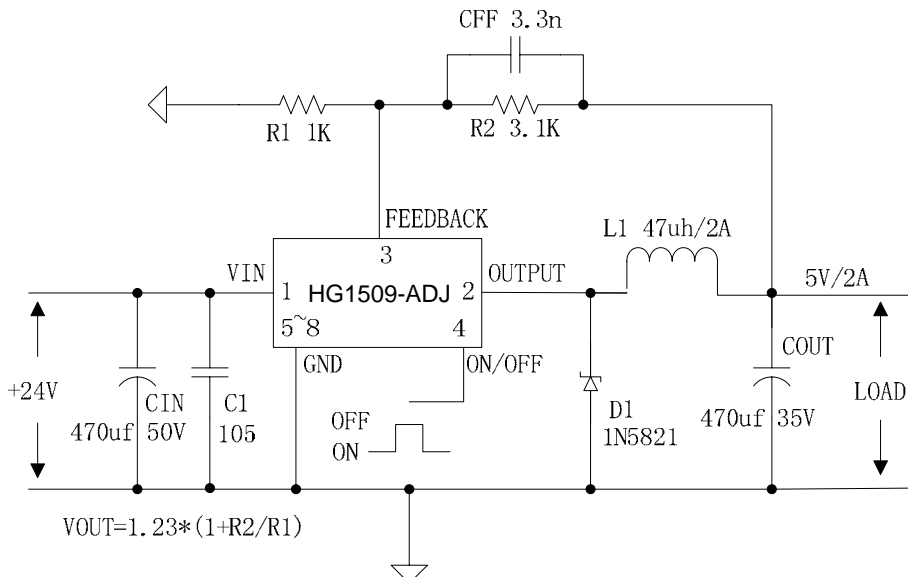 CFF 3.3n
R1 1K
R2 3.1K
FEEDBACK
L1 47uh/2A
3
VIN
OUTPUT
5V/2A
1 HG1509-ADJ 2
5~8
4
GND
ON/OFF
COUT
+24V
CIN
C1
OFF
D1
LOAD
470uf 50V
105
ON
1N5821
470uf 35V
VOUT=1.23*(1+R2/R1)